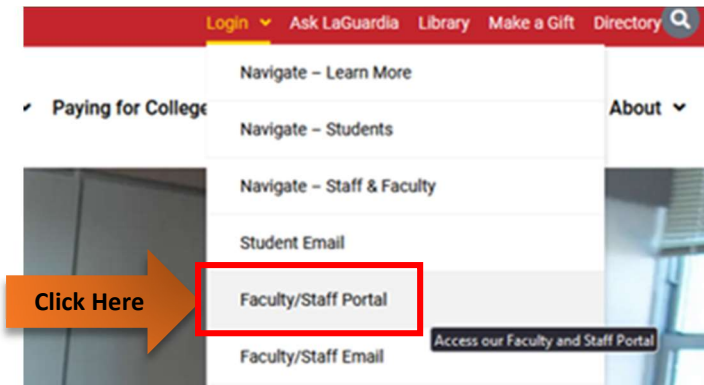 Login Ask LaGuardia Library Make a Gift Directory
Navigate – Learn More
Paying for College
About
Navigate – Students
Navigate – Staff & Faculty
Student Email
Click Here
Faculty/Staff Portal
Access our Faculty and Staff Portal
Faculty/Staff Email